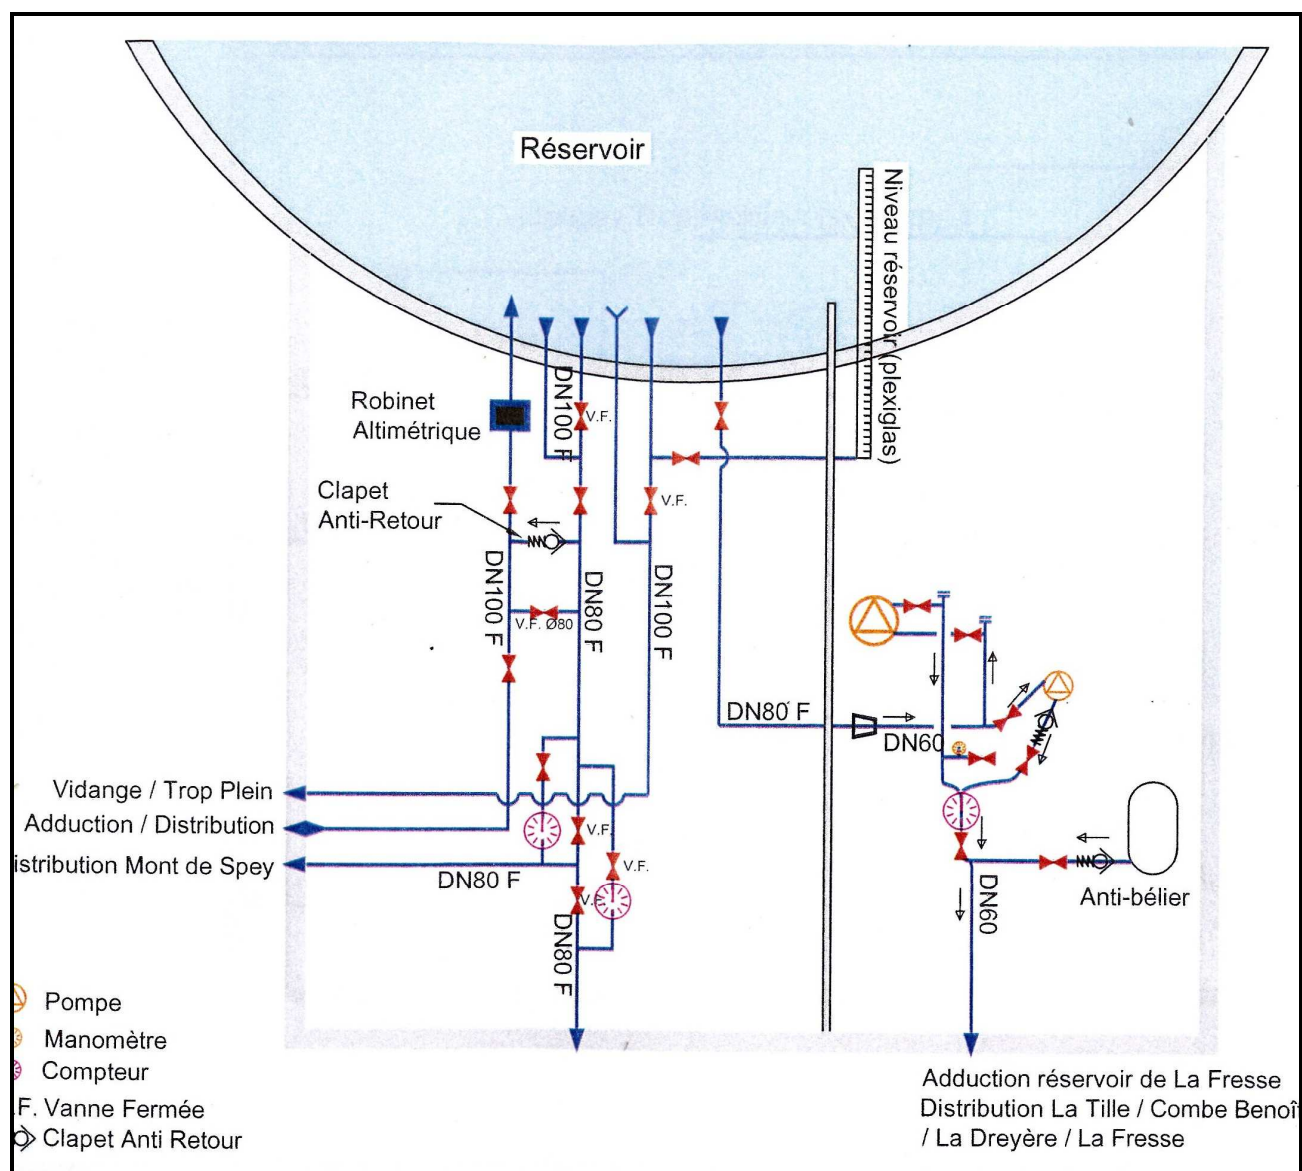 Réservoir
Niveau réservoir (plexiglas)
Robinet
Altimétrique
DN100 F
V.F.
Clapet
Anti-Retour
V.F.
DN100 F
DN80 F
DN100 F
V.F. Ø80
DN80 F
DN60
Vidange / Trop Plein
Adduction / Distribution
V.F.
istribution Mont de Spey
DN80 F
V.F.
V.F.
DN80 F
DN60
Anti-bélier
Pompe
Manomètre
Compteur
.F. Vanne Fermée
Clapet Anti Retour
Adduction réservoir de La Fresse
Distribution La Tille / Combe Benoît
/ La Dreyère / La Fresse